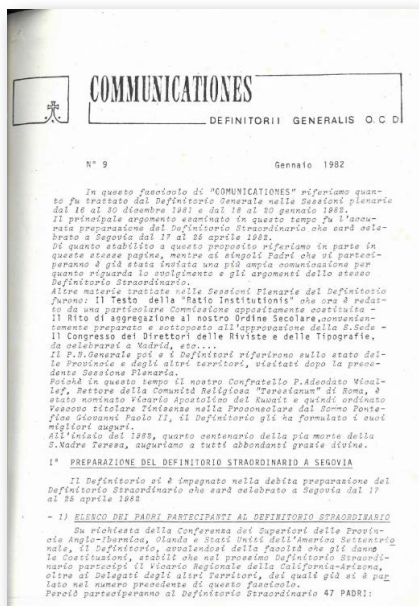 COMMUNICATIONES
DEFINITORII GENERALIS O.C.D
N° 9 Gennaio 1982
In questo fascicolo di "COMUNICATIONES" riferiamo quan-
to fu trattato dal Definitorio Generale nelle Sessioni plenarie
dal 16 al 30 dicembre 1981 e dal 18 al 20 gennaio 1982.
Il principale argomento esaminato in questo tempo fu l'accu-
rata preparazione del Definitorio Straordinario che sarà cele-
brato a Segovia dal 17 al 25 aprile 1982.
Di quanto stabilito a questo proposito riferiamo in parte in
queste stesse pagine, mentre ai singoli Padri che vi parteci-
peranno è già stata inviata una più ampia comunicazione per
quanto riguarda lo svolgimento e gli argomenti dello stesso
Definitorio Straordinario.
Altre materie trattate nelle Sessioni Plenarie del Definitorio
furono: Il Testo della "Ratio Institutionis" che ora è redat-
to da una particolare Commissione appositamente costituita -
Il Rito di aggregazione al nostro Ordine Secolare, convenien-
temente preparato e sottoposto all'approvazione della S.Sede -
Il Congresso dei Direttori delle Riviste e delle Tipografie,
da celebrarsi a Madrid, etc....
Il P.N.Generale poi e i Definitori riferirono sullo stato del-
le Provincie e degli altri territori, visitati dopo la prece-
dente Sessione Plenaria.
Poichè in questo tempo il nostro Confratello P.Adeodato Mical-
lef, Rettore della Comunità Religiosa "Teresianum" di Roma, è
stato nominato Vicario Apostolico del Kuwait e quindi ordinato
Vescovo titolare Tinisense nella Proconsolare dal Sommo Ponte-
fice Giovanni Paolo II, il Definitorio gli ha formulato i suoi
migliori auguri.
All'inizio del 1982, quarto centenario della pia morte della
S.Madre Teresa, auguriamo a tutti abbondanti grazie divine.
I° PREPARAZIONE DEL DEFINITORIO STRAORDINARIO A SEGOVIA
Il Definitorio si è impegnato nella debita preparazione del
Definitorio Straordinario che sarà celebrato a Segovia dal 17
al 25 aprile 1982
- 1) ELENCO DEI PADRI PARTECIPANTI AL DEFINITORIO STRAORDINARIO
Su richiesta della Conferenza dei Superiori delle Provin-
cie Anglo-Ibernica, Olanda e Stati Uniti dell'America Settentrio
nale, il Definitorio, avvalendosi della facoltà che gli danno
le Costituzioni, stabilì che nel prossimo Definitorio Straordi-
nario partecipi il Vicario Regionale della California-Arizona,
oltre ai Delegati degli altri Territori, dei quali già si è par
lato nel numero precedente di questo fascicolo.
Perciò parteciperanno al Definitorio Straordinario 47 PADRI: